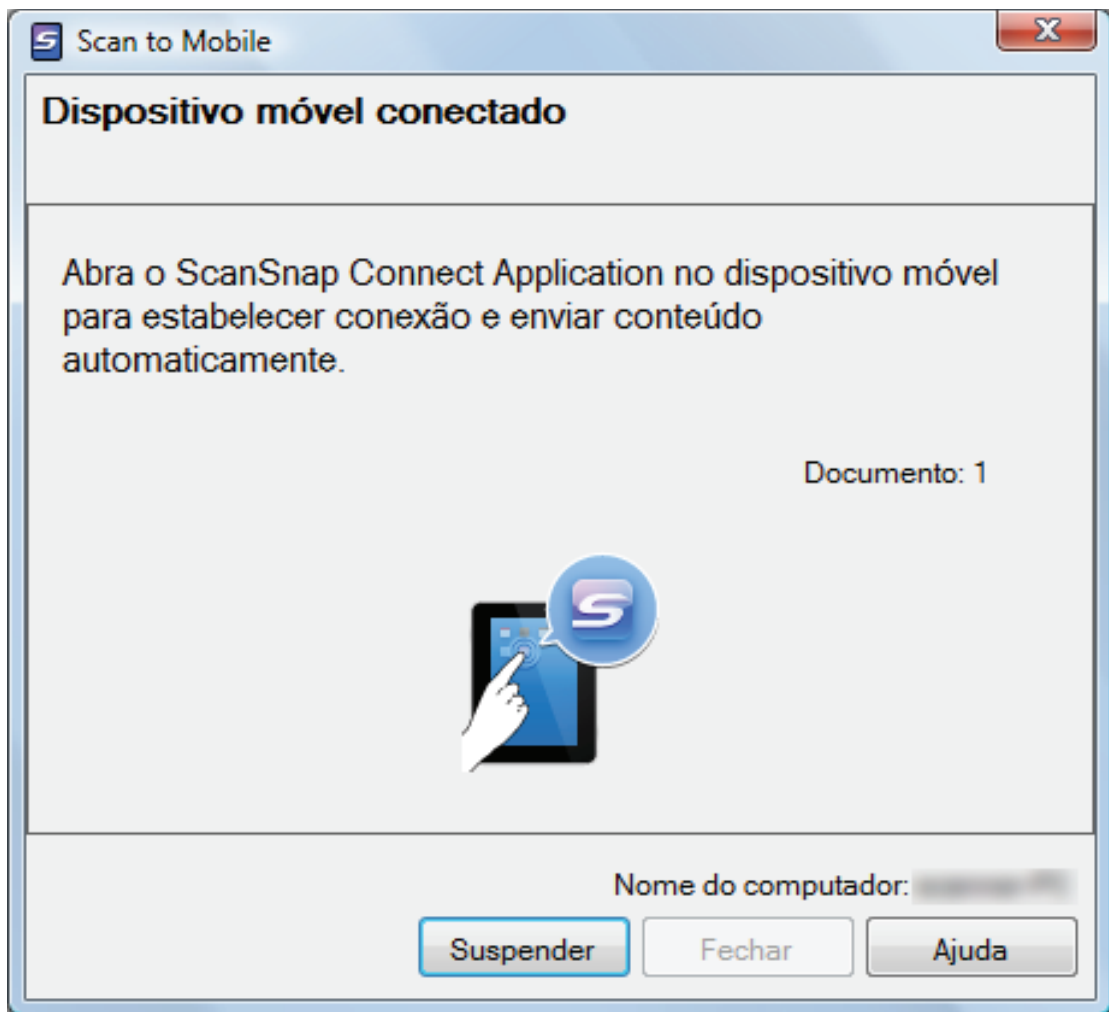 Scan to Mobile
Dispositivo móvel conectado
Abra o ScanSnap Connect Application no dispositivo móvel
para estabelecer conexão e enviar conteúdo
automaticamente.
Documento: 1
Nome do computador:
Suspender
Fechar
Ajuda